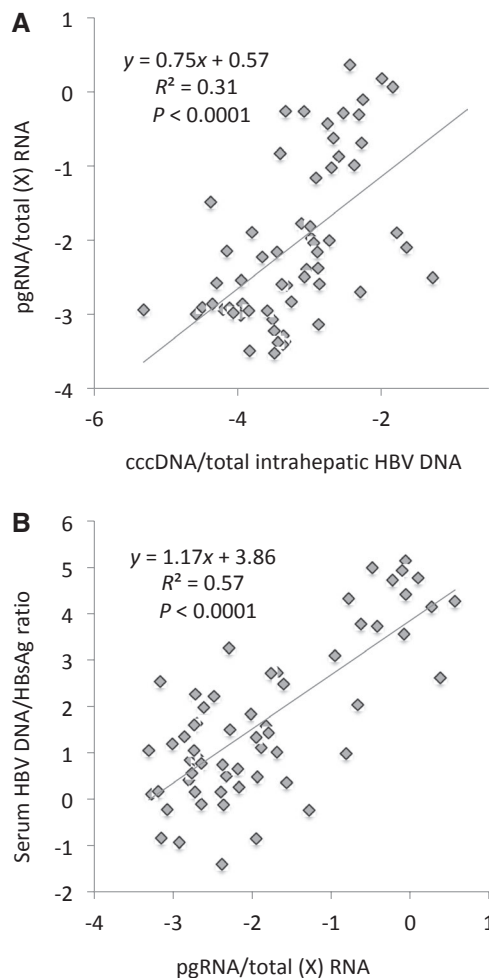 A
1
0
-1
-2
-3
-4
-6
-4
-2
y = 0.75x + 0.57
R² = 0.31
P < 0.0001
pgRNA/total (X) RNA
cccDNA/total intrahepatic HBV DNA
B
6
5
4
3
2
1
0
-1
-2
-4
-3
-2
-1
0
1
y = 1.17x + 3.86
R² = 0.57
P < 0.0001
Serum HBV DNA/HBsAg ratio
pgRNA/total (X) RNA